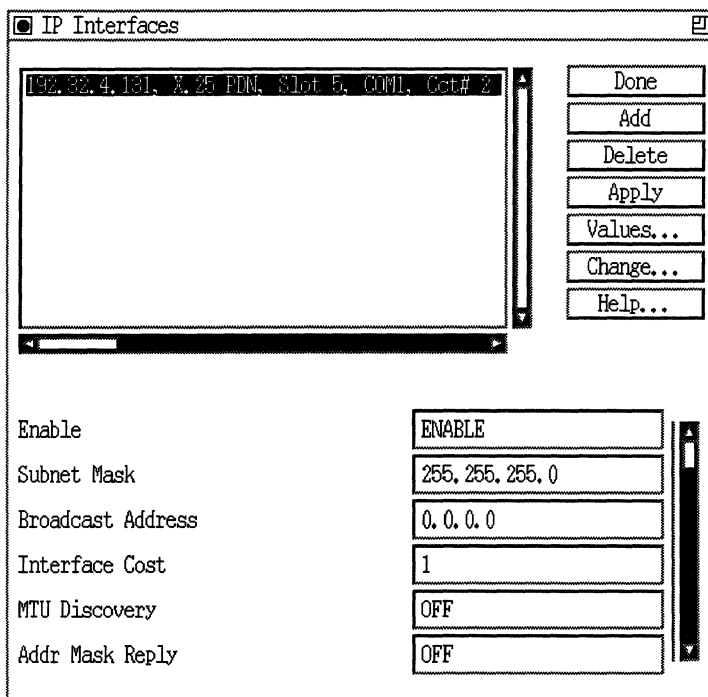 IP Interfaces
192.32.4.131, X.25 PDN, Slot 5, COM1, Cct# 2
Done
Add
Delete
Apply
Values...
Change...
Help...
Enable
ENABLE
Subnet Mask
255.255.255.0
Broadcast Address
0.0.0.0
Interface Cost
1
MTU Discovery
OFF
Addr Mask Reply
OFF